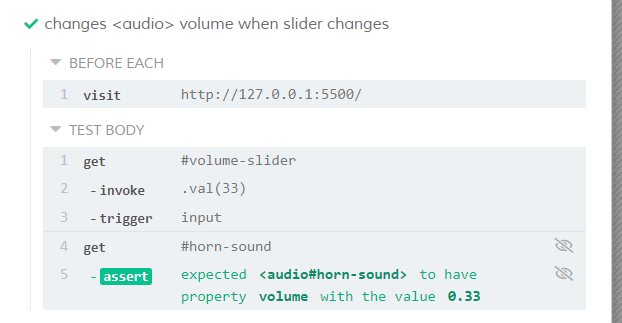 changes <audio> volume when slider changes
BEFORE EACH
1 visit http://127.0.0.1:5500/
TEST BODY
1 get #volume-slider
2 -invoke .val(33)
3 -trigger input
4 get #horn-sound
5 -assert expected <audio#horn-sound> to have
property volume with the value 0.33